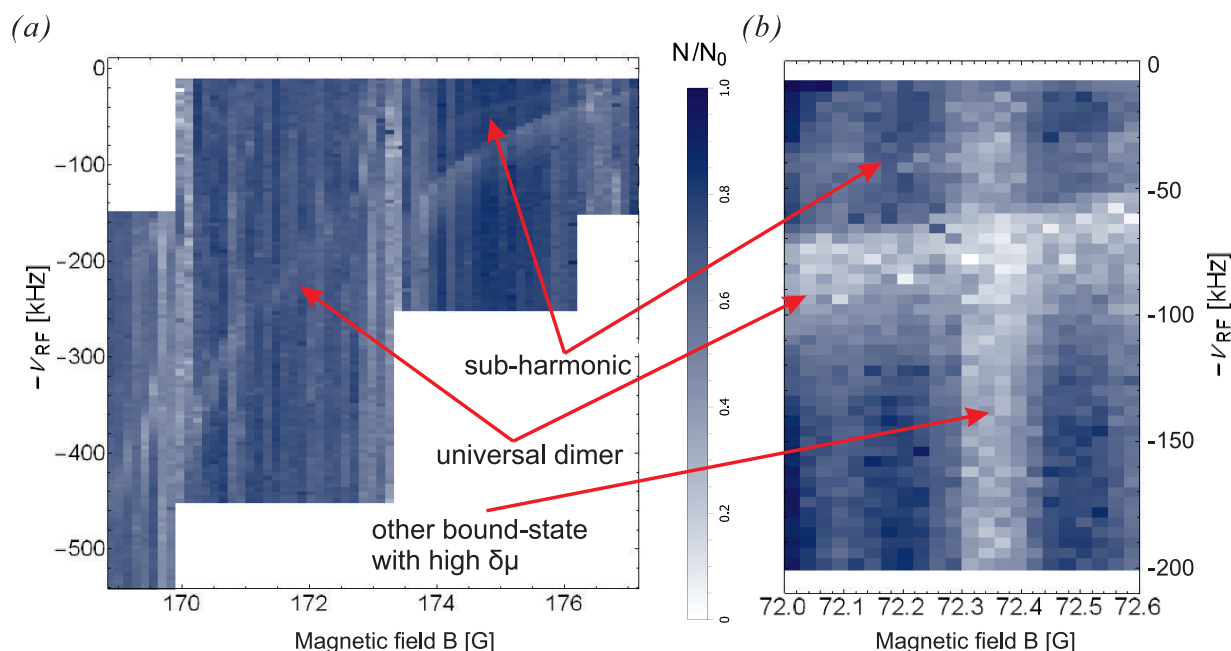 (a)
(b)
N/N₀
0
-100
-200
-300
-400
-500
-νRF [kHz]
170
172
174
176
Magnetic field B [G]
1.0
0.8
0.6
0.4
0.2
0
sub-harmonic
universal dimer
other bound-state
with high δμ
0
-50
-100
-150
-200
-νRF [kHz]
72.0
72.1
72.2
72.3
72.4
72.5
72.6
Magnetic field B [G]